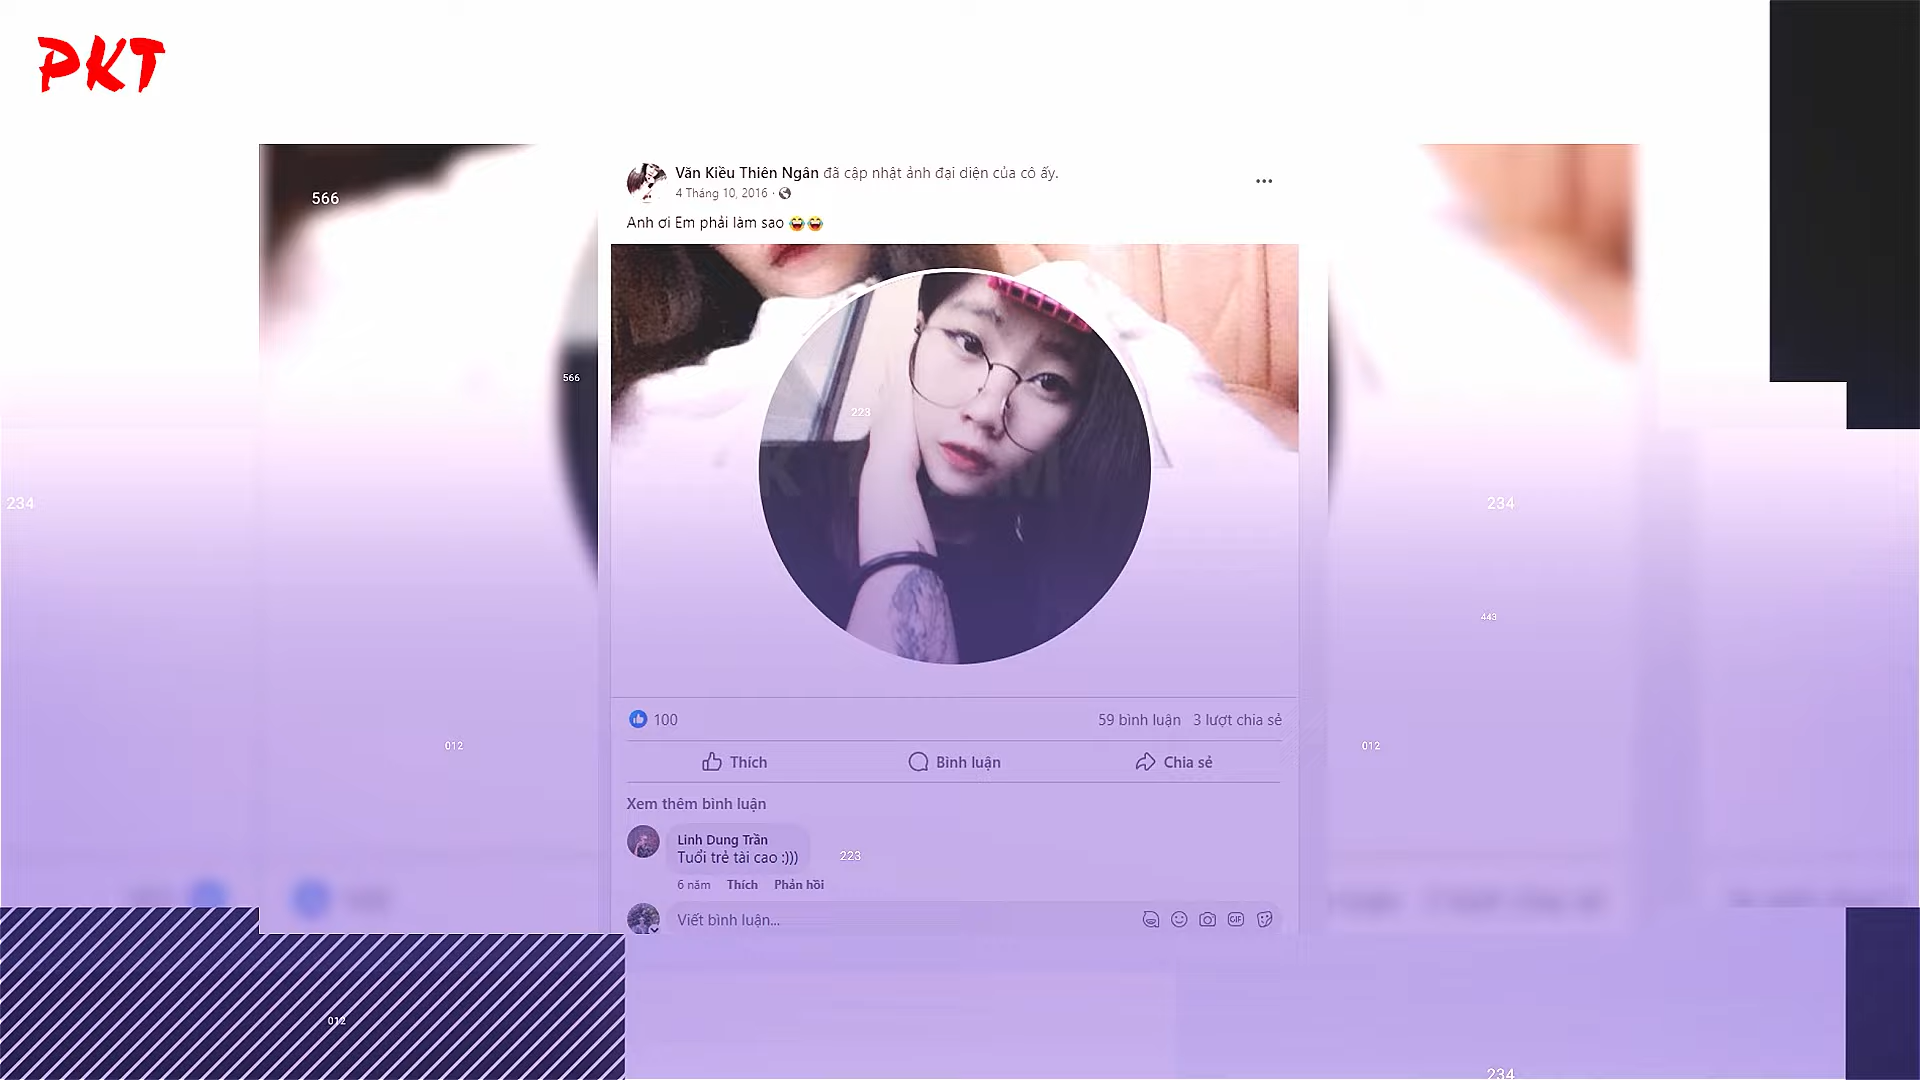 PKT
Văn Kiều Thiên Ngân đã cập nhật ảnh đại diện của cô ấy.
4 Tháng 10, 2016 ·
Anh ơi Em phải làm sao 😂😂
566
566
223
234
234
443
100
59 bình luận 3 lượt chia sẻ
012
012
Thích
Bình luận
Chia sẻ
Xem thêm bình luận
Linh Dung Trần
Tuổi trẻ tài cao :)))
223
6 năm Thích Phản hồi
Viết bình luận...
GIF
012
234